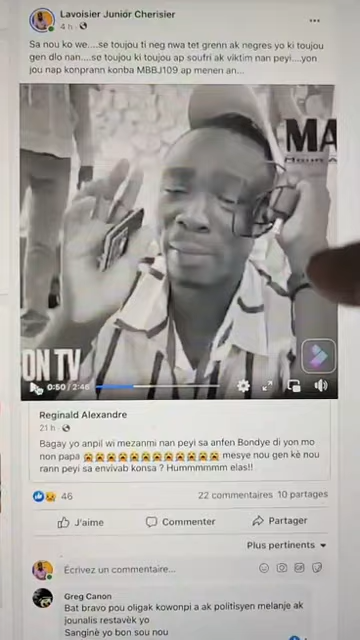 Lavoisier Junior Cherisier
4 h
Sa nou ko we....se toujou ti neg nwa tet grenn ak negres yo ki toujou
gen dlo nan....se toujou ki toujou ap soufri ak viktim nan peyi....yon
jou nap konprann konba MBBJ109 ap menen an...
MA
ON TV
0:50 / 2:46
Reginald Alexandre
21 h
Bagay yo anpil wi mezanmi nan peyi sa anfen Bondye di yon mo
non papa 😭😭😭😭😭😭😭😭😭😭😭😭 mesye nou gen kè nou
rann peyi sa envivab konsa ? Hummmmmm elas!!
46
22 commentaires 10 partages
J'aime
Commenter
Partager
Plus pertinents
Écrivez un commentaire...
Greg Canon
Bat bravo pou oligak kowonpi a ak politisyen melanje ak
jounalis restavèk yo
Sanginè yo bon sou nou